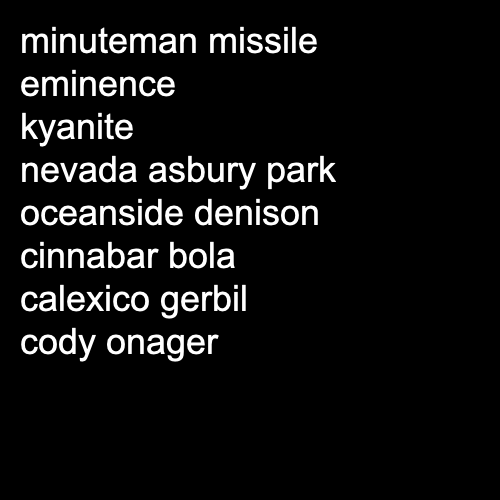 minuteman missile
eminence
kyanite
nevada asbury park
oceanside denison
cinnabar bola
calexico gerbil
cody onager